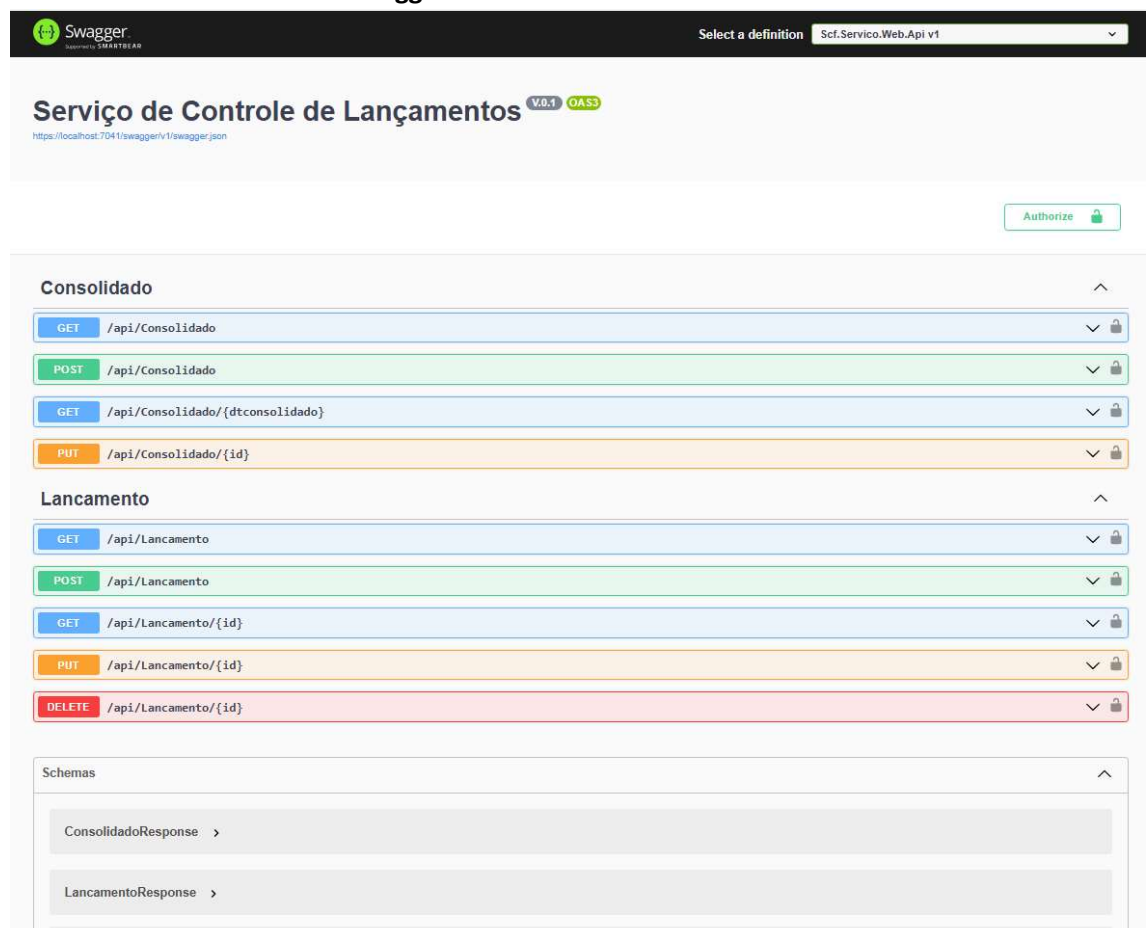 gg
Swagger.
Supported by SMARTBEAR
Select a definition Scf.Servico.Web.Api v1
Serviço de Controle de Lançamentos V.0.1 OAS3
https://localhost:7041/swagger/v1/swagger.json
Authorize
Consolidado
GET /api/Consolidado
POST /api/Consolidado
GET /api/Consolidado/{dtconsolidado}
PUT /api/Consolidado/{id}
Lancamento
GET /api/Lancamento
POST /api/Lancamento
GET /api/Lancamento/{id}
PUT /api/Lancamento/{id}
DELETE /api/Lancamento/{id}
Schemas
ConsolidadoResponse
LancamentoResponse